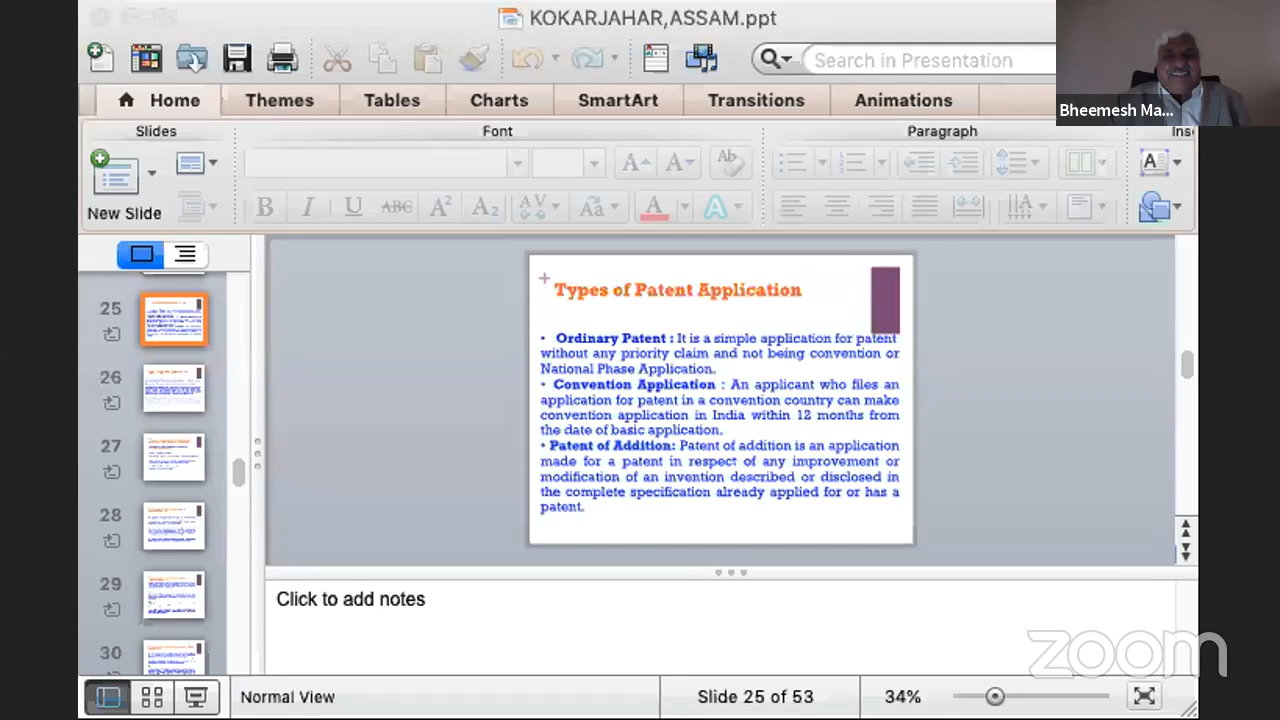 KOKARJAHAR,ASSAM.ppt
Search in Presentation
Bheemesh Ma...
Home
Themes
Tables
Charts
SmartArt
Transitions
Animations
Slides
Font
Paragraph
New Slide
Types of Patent Application
• Ordinary Patent : It is a simple application for patent
without any priority claim and not being convention or
National Phase Application.
• Convention Application : An applicant who files an
application for patent in a convention country can make
convention application in India within 12 months from
the date of basic application.
• Patent of Addition: Patent of addition is an application
made for a patent in respect of any improvement or
modification of an invention described or disclosed in
the complete specification already applied for or has a
patent.
25
26
27
28
29
30
Click to add notes
zoom
Normal View
Slide 25 of 53
34%